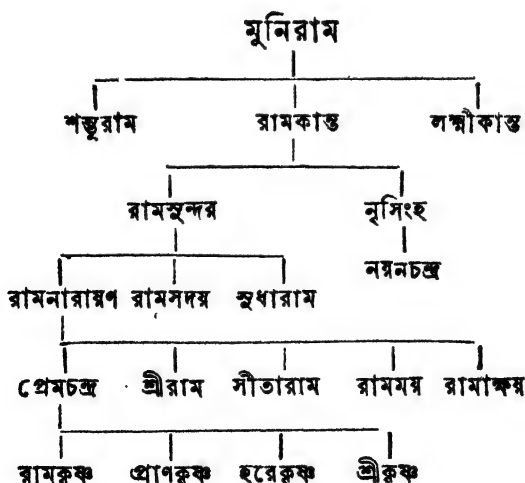 মুনিরাম
শম্ভুরাম রামকান্ত লক্ষ্মীকান্ত
রামসুন্দর নৃসিংহ
নয়নচন্দ্র
রামনারায়ণ রামসদয় সুধারাম
প্রেমচন্দ্র শ্রীরাম সীতারাম রামময় রামাক্ষয়
রামকৃষ্ণ প্রাণকৃষ্ণ হরেকৃষ্ণ শ্রীকৃষ্ণ